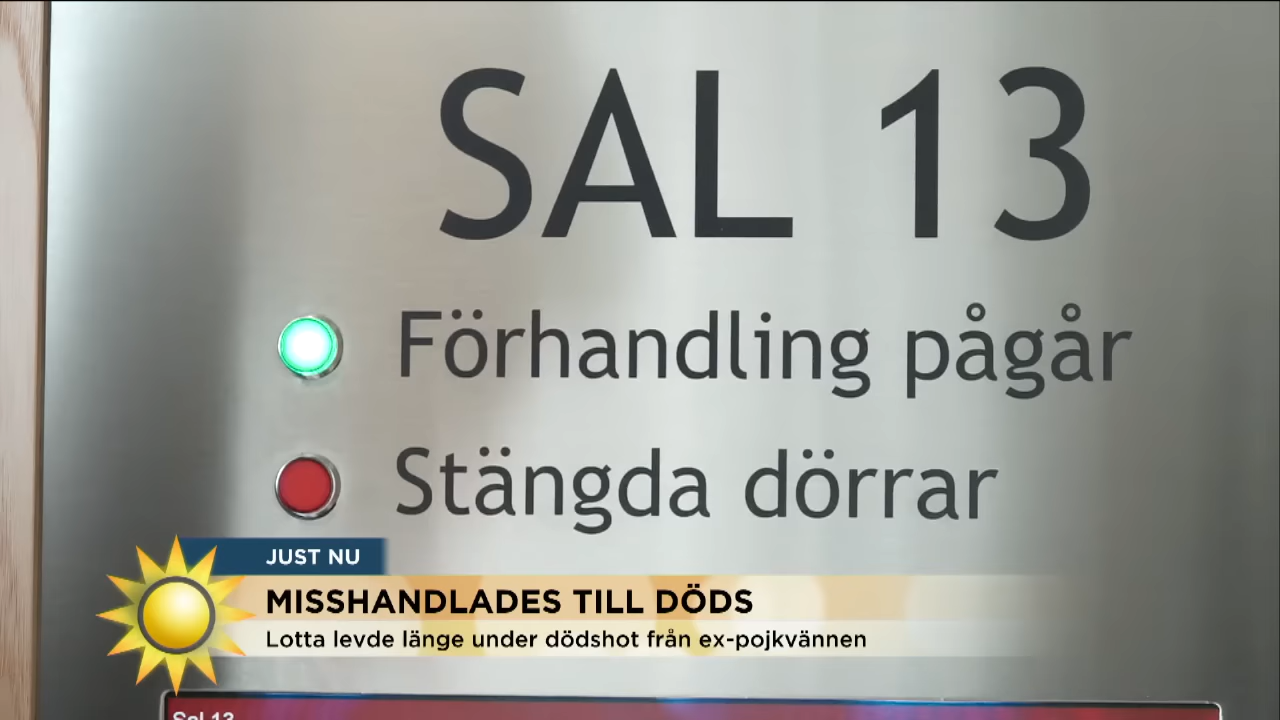 SAL 13
Förhandling pågår
Stängda dörrar
JUST NU
MISSHANDLADES TILL DÖDS
Lotta levde länge under dödshot från ex-pojkvännen
Sal 13